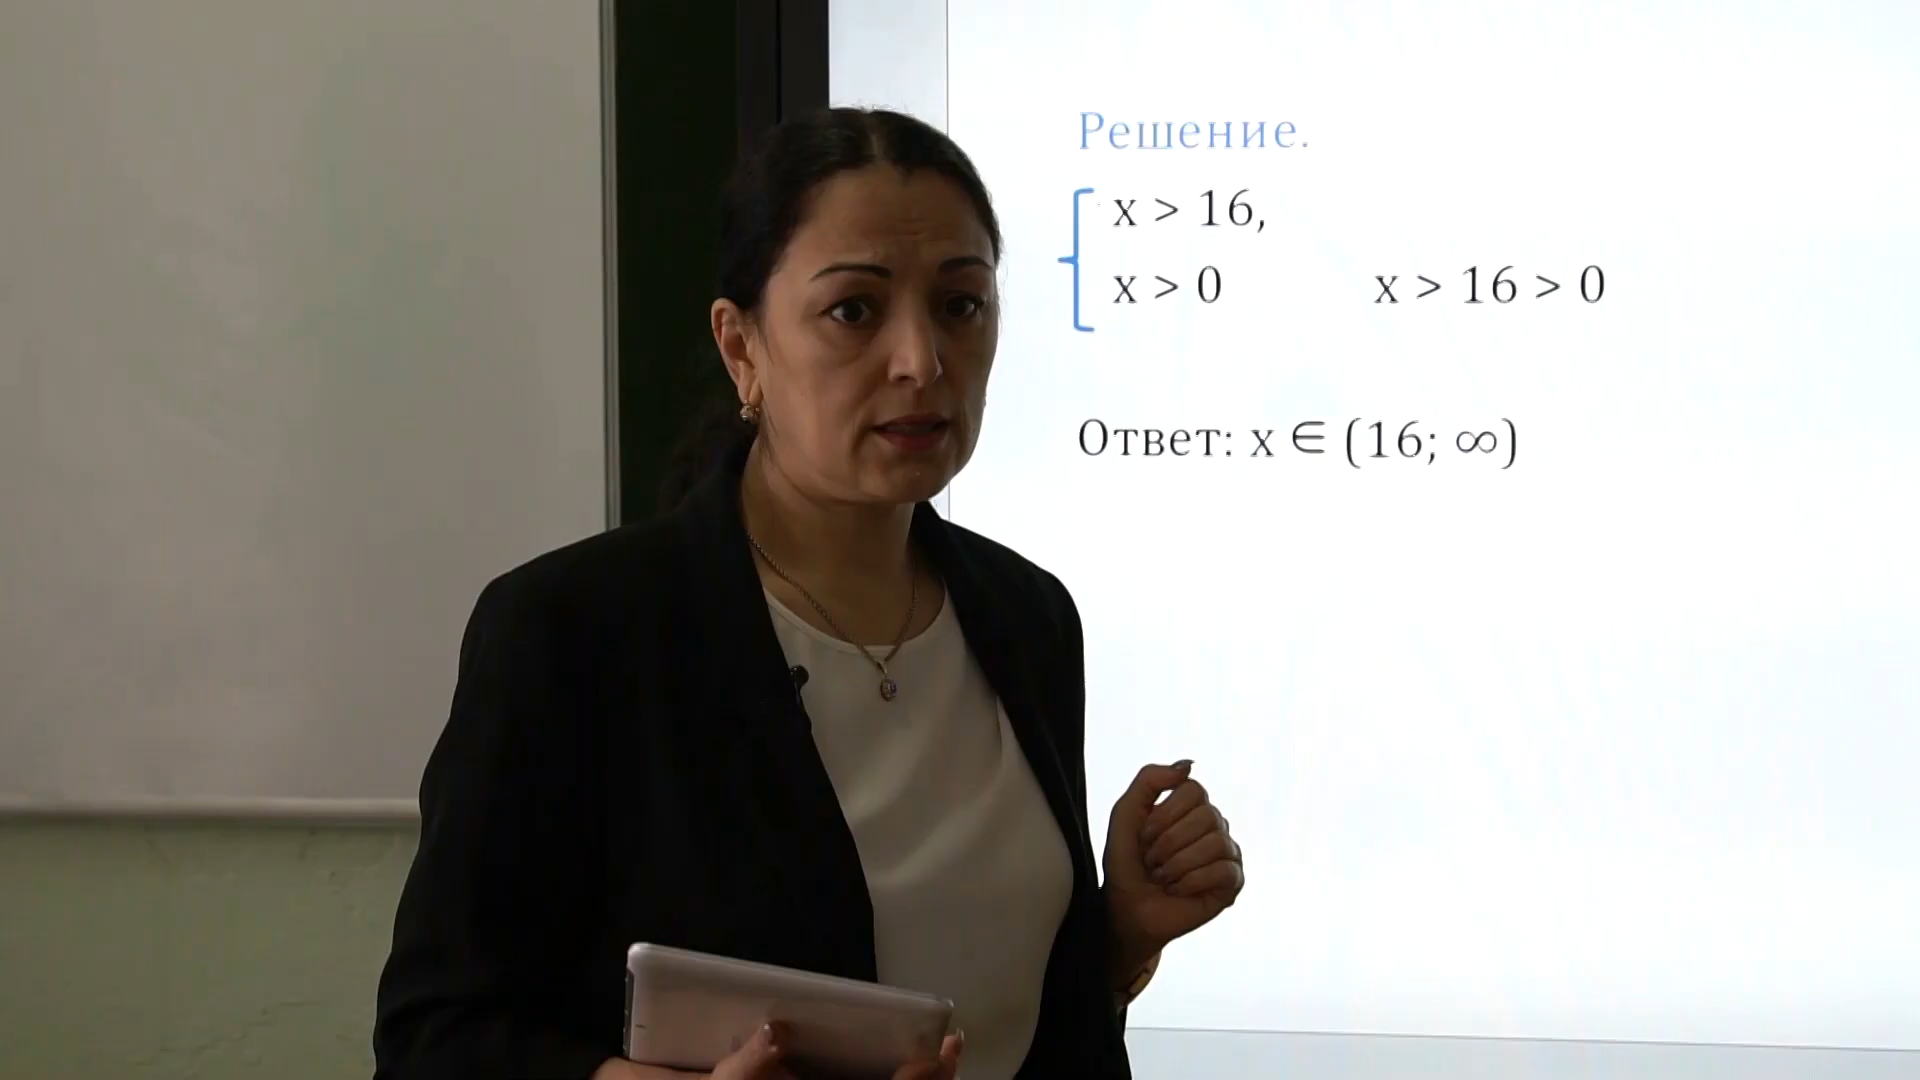 Решение.
x > 16,
x > 0 x > 16 > 0
Ответ: x ∈ (16; ∞)